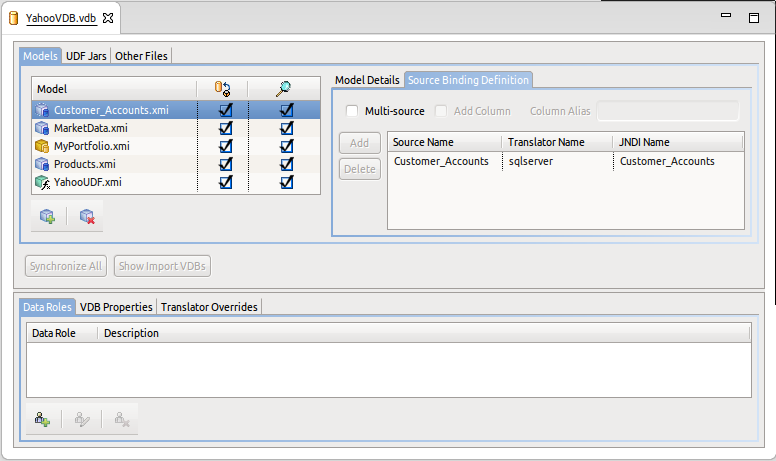 YahooVDB.vdb
Models UDF Jars Other Files
Model
Customer_Accounts.xmi
MarketData.xmi
MyPortfolio.xmi
Products.xmi
YahooUDF.xmi
Model Details Source Binding Definition
Multi-source Add Column Column Alias
Add
Delete
Source Name Translator Name JNDI Name
Customer_Accounts sqlserver Customer_Accounts
Synchronize All Show Import VDBs
Data Roles VDB Properties Translator Overrides
Data Role Description